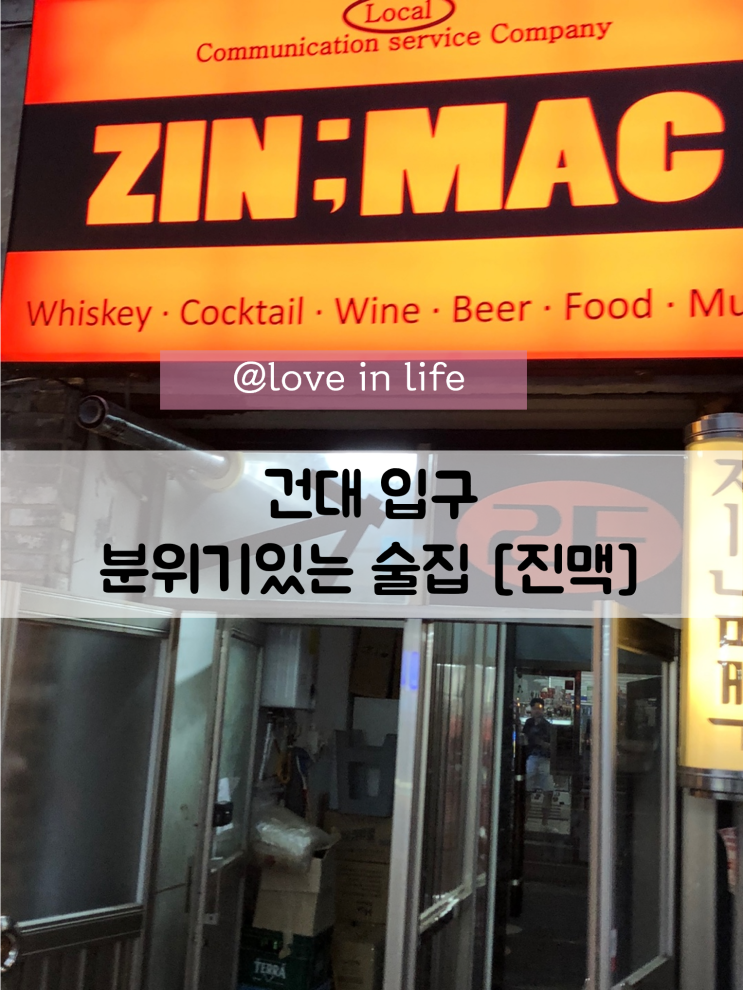 Local
Communication service Company
ZIN;MAC
Whiskey · Cocktail · Wine · Beer · Food ·
@love in life
건대 입구
2F
분위기있는 술집 [진맥]
TERRA